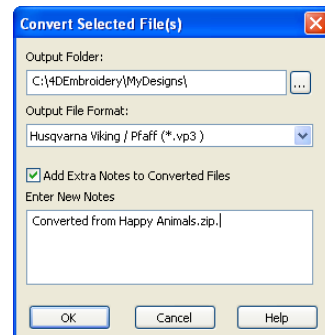 Convert Selected File(s)
Output Folder:
C:\4DEmbroidery\MyDesigns\
...
Output File Format:
Husqvarna Viking / Pfaff (*.vp3 )
Add Extra Notes to Converted Files
Enter New Notes
Converted from Happy Animals.zip.
OK Cancel Help